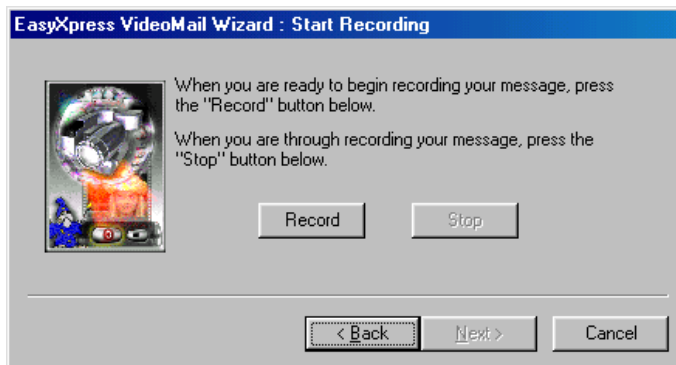 EasyXpress VideoMail Wizard : Start Recording
When you are ready to begin recording your message, press
the "Record" button below.
When you are through recording your message, press the
"Stop" button below.
Record Stop
< Back Next > Cancel